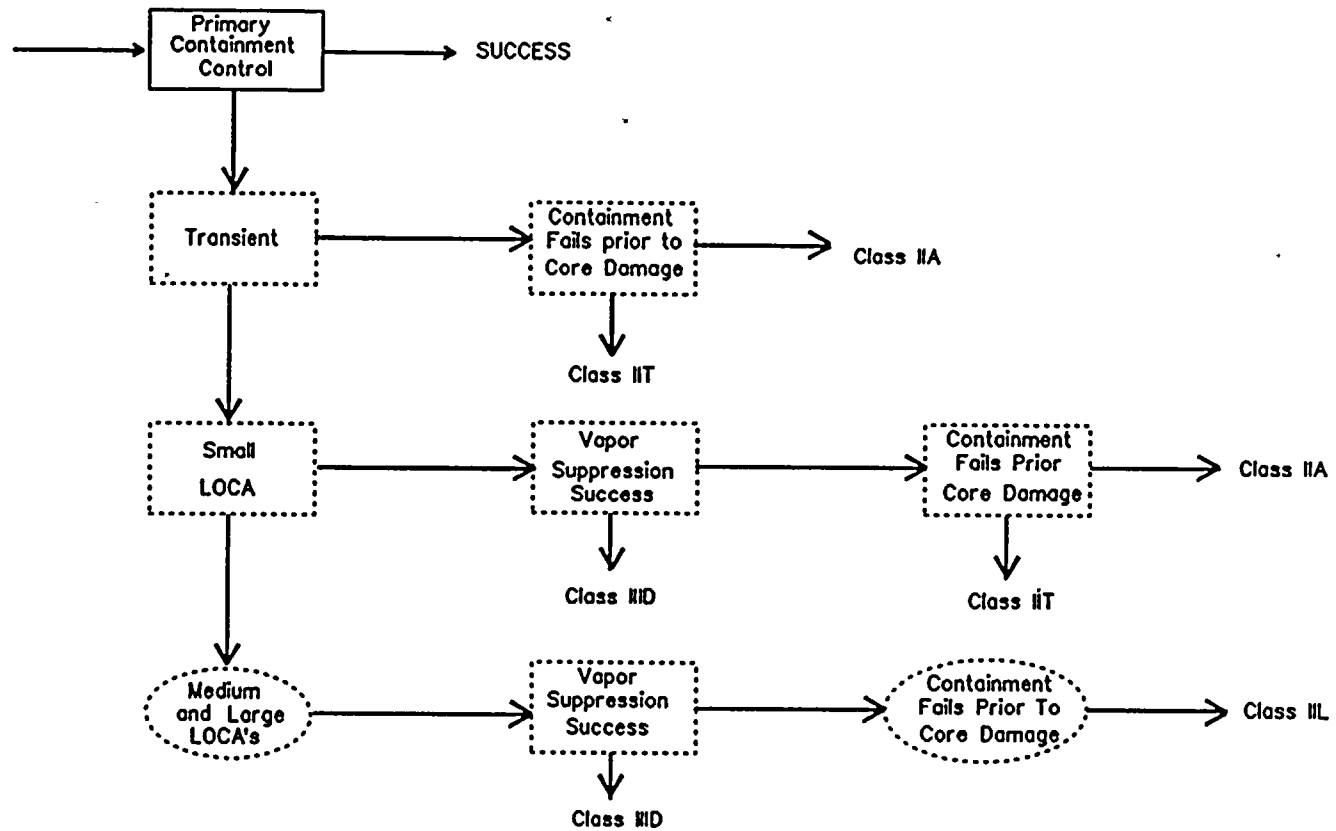 Primary
Containment
Control
SUCCESS
Transient
Containment
Fails prior to
Core Damage
Class IIA
Class IIT
Small
LOCA
Vapor
Suppression
Success
Containment
Fails Prior
Core Damage
Class IIA
Class IIID
Class IIT
Medium
and Large
LOCA's
Vapor
Suppression
Success
Containment
Fails Prior To
Core Damage
Class IIL
Class IIID